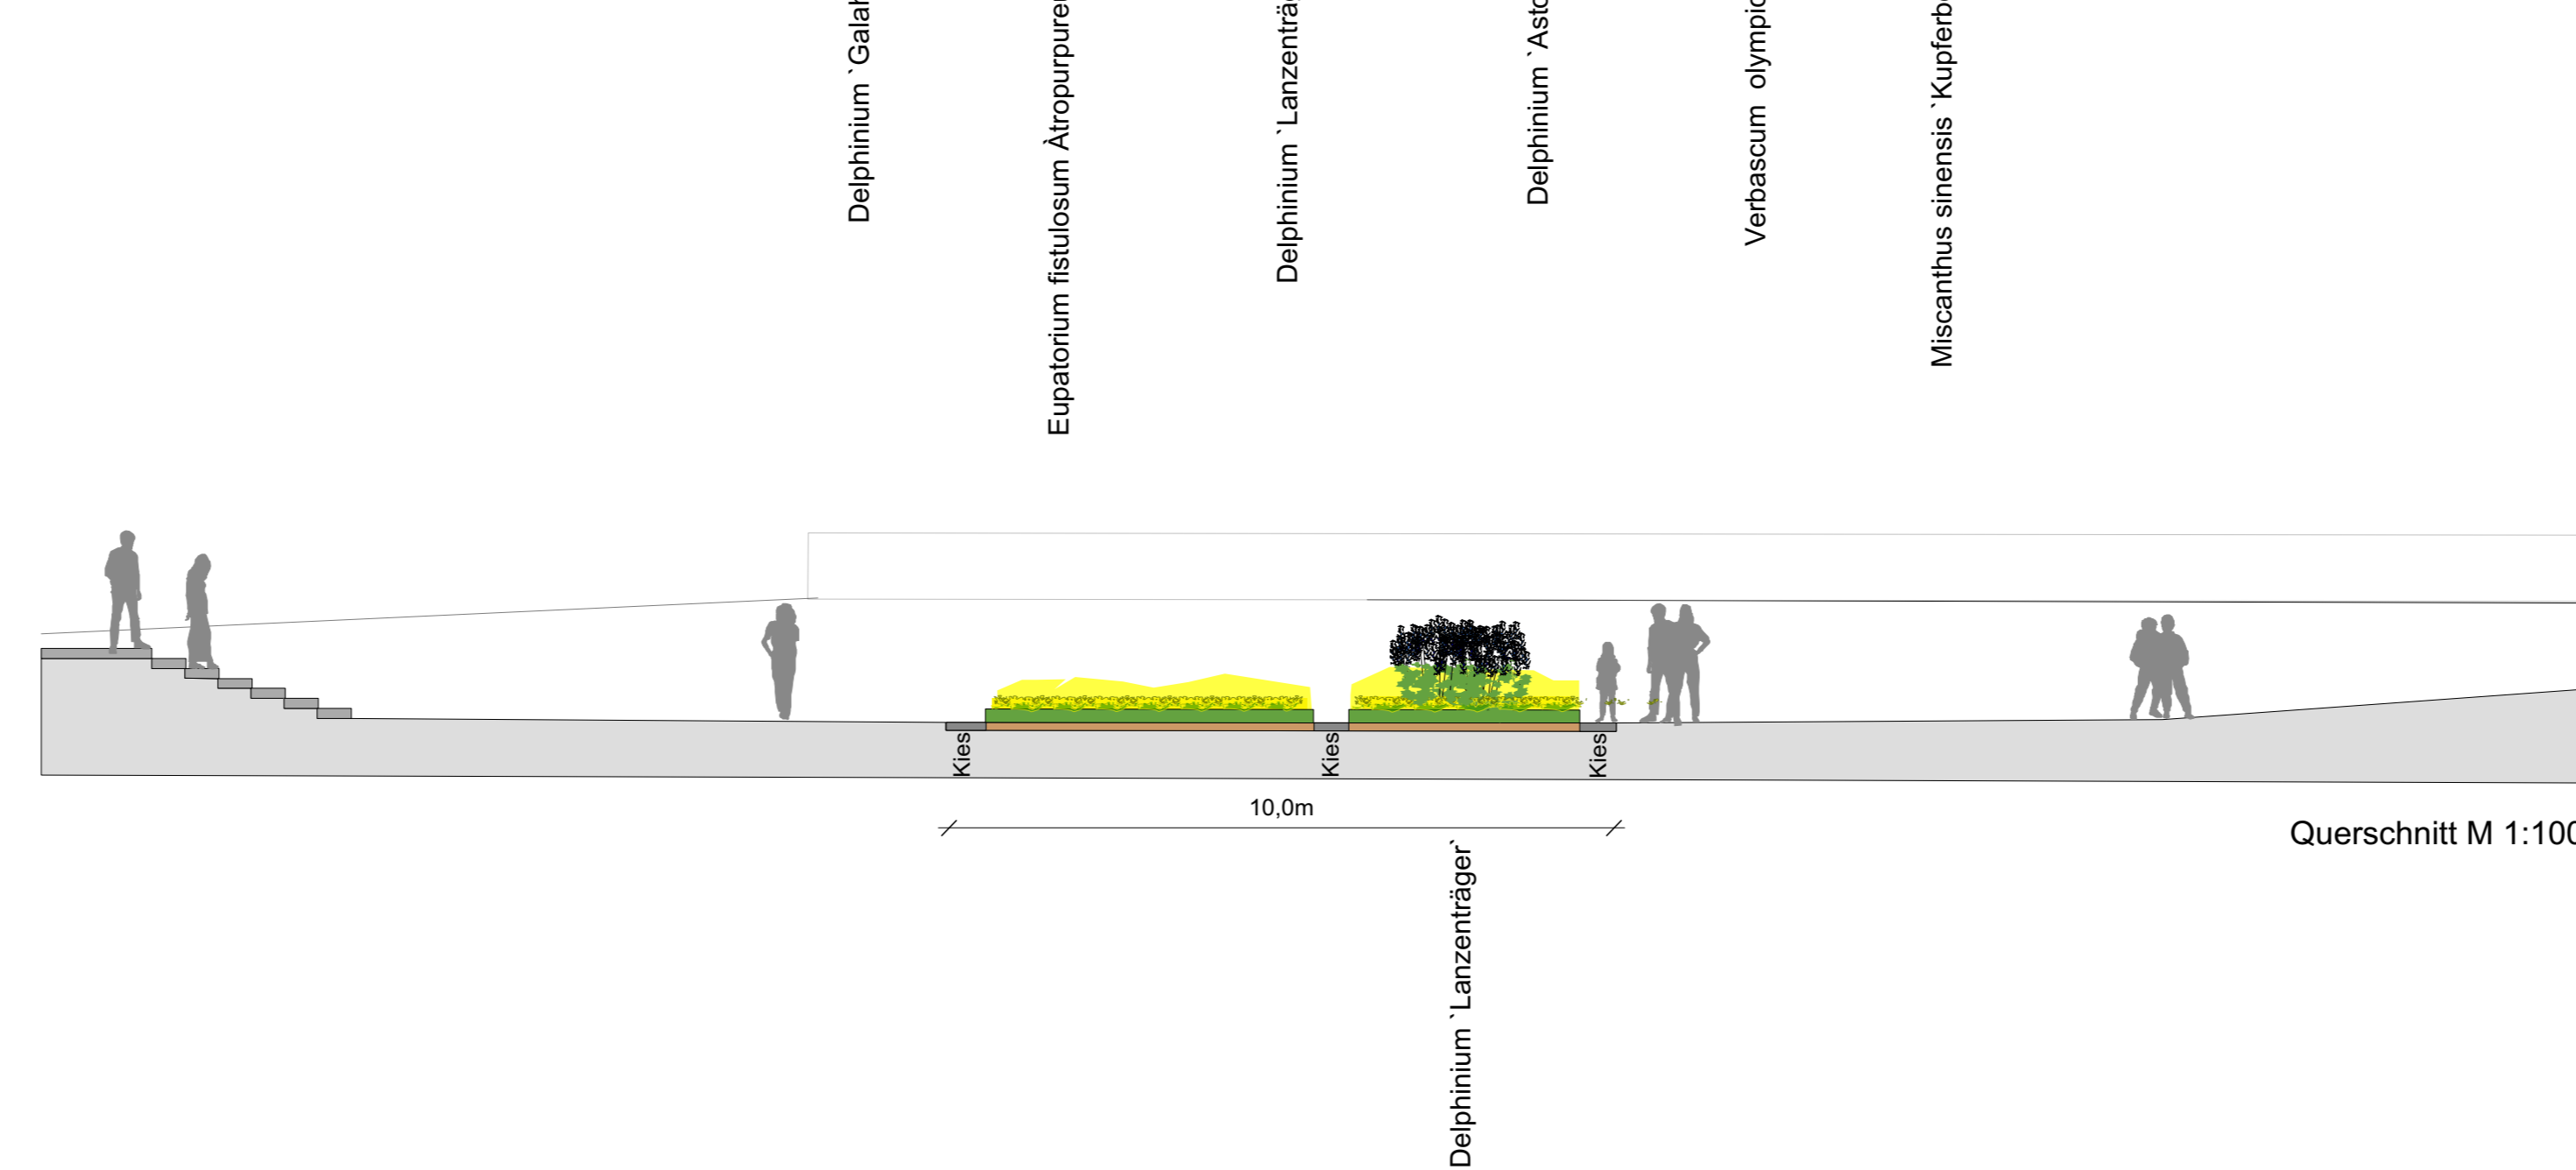 Delphinium `Galah
Eupatorium fistulosum Àtropurpure
Delphinium `Lanzenträg
Delphinium `Asto
Verbascum olympic
Miscanthus sinensis `Kupferb
Kies
Kies
Kies
10,0m
Querschnitt M 1:100
Delphinium `Lanzenträger`